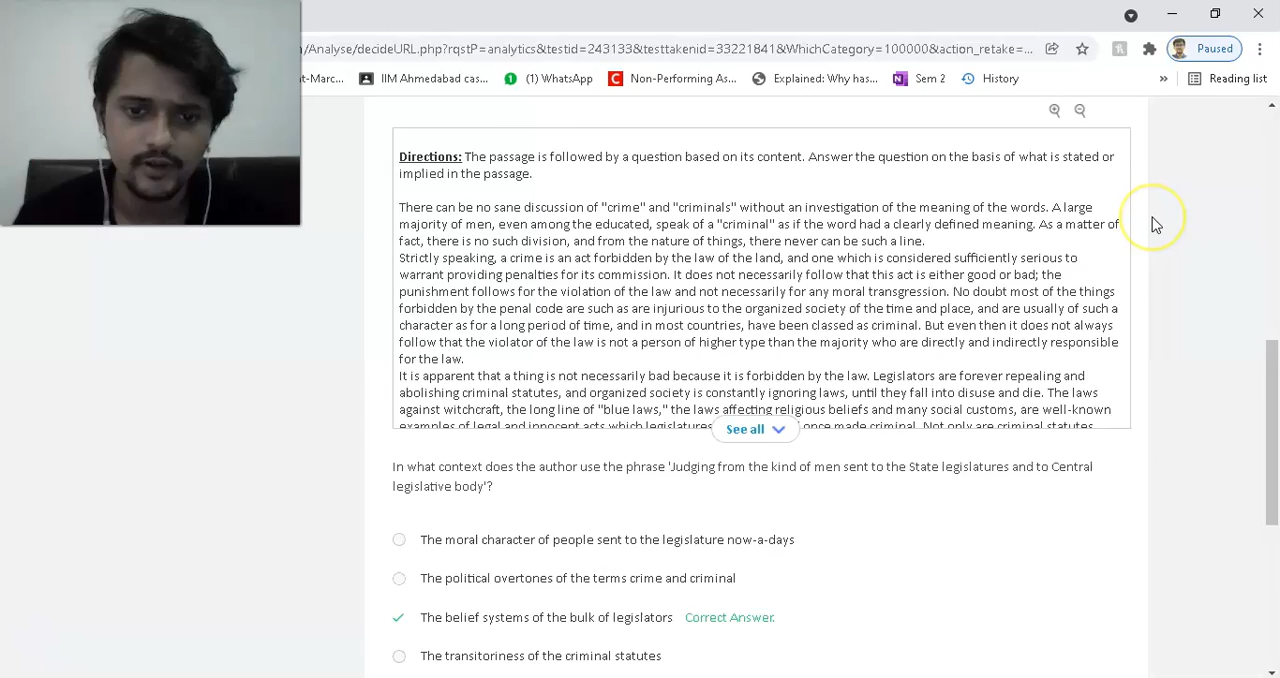 /Analyse/decideURL.php?rqstP=analytics&testid=243133&testtakenid=33221841&WhichCategory=100000&action_retake=...
Paused
nt-Marc...
IIM Ahmedabad cas...
1 (1) WhatsApp
C Non-Performing As...
Explained: Why has...
N Sem 2
History
»
Reading list
Directions: The passage is followed by a question based on its content. Answer the question on the basis of what is stated or
implied in the passage.
There can be no sane discussion of "crime" and "criminals" without an investigation of the meaning of the words. A large
majority of men, even among the educated, speak of a "criminal" as if the word had a clearly defined meaning. As a matter of
fact, there is no such division, and from the nature of things, there never can be such a line.
Strictly speaking, a crime is an act forbidden by the law of the land, and one which is considered sufficiently serious to
warrant providing penalties for its commission. It does not necessarily follow that this act is either good or bad; the
punishment follows for the violation of the law and not necessarily for any moral transgression. No doubt most of the things
forbidden by the penal code are such as are injurious to the organized society of the time and place, and are usually of such a
character as for a long period of time, and in most countries, have been classed as criminal. But even then it does not always
follow that the violator of the law is not a person of higher type than the majority who are directly and indirectly responsible
for the law.
It is apparent that a thing is not necessarily bad because it is forbidden by the law. Legislators are forever repealing and
abolishing criminal statutes, and organized society is constantly ignoring laws, until they fall into disuse and die. The laws
against witchcraft, the long line of "blue laws," the laws affecting religious beliefs and many social customs, are well-known
examples of legal and innocent acts which legislatures once made criminal. Not only are criminal statutes
See all
In what context does the author use the phrase 'Judging from the kind of men sent to the State legislatures and to Central
legislative body'?
The moral character of people sent to the legislature now-a-days
The political overtones of the terms crime and criminal
The belief systems of the bulk of legislators Correct Answer.
The transitoriness of the criminal statutes